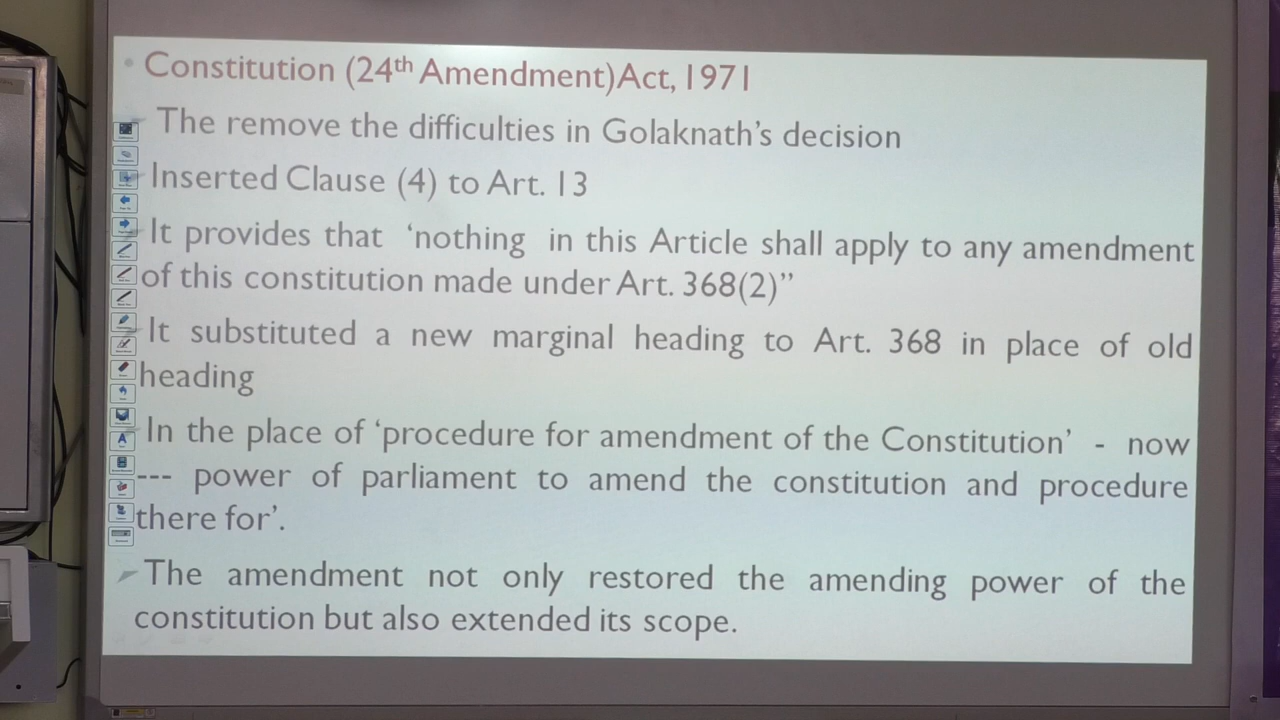 Constitution (24th Amendment)Act, 1971
The remove the difficulties in Golaknath's decision
Inserted Clause (4) to Art. 13
It provides that 'nothing in this Article shall apply to any amendment
of this constitution made under Art. 368(2)"
It substituted a new marginal heading to Art. 368 in place of old
heading
In the place of 'procedure for amendment of the Constitution' - now
--- power of parliament to amend the constitution and procedure
there for'.
The amendment not only restored the amending power of the
constitution but also extended its scope.